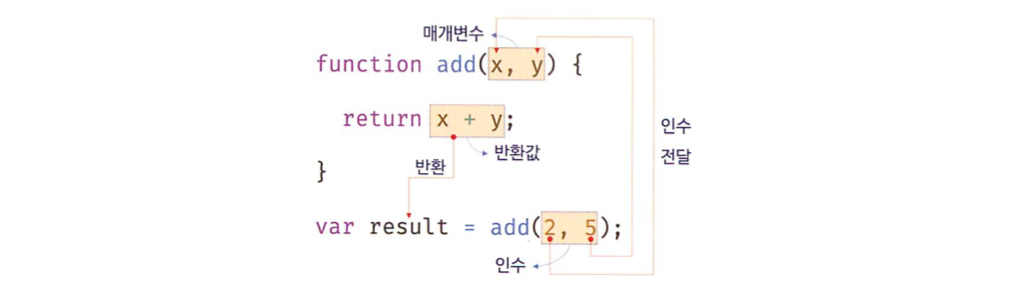 매개변수
function add(x, y) {
return x + y;
반환값
반환
}
인수
전달
var result = add(2, 5);
인수